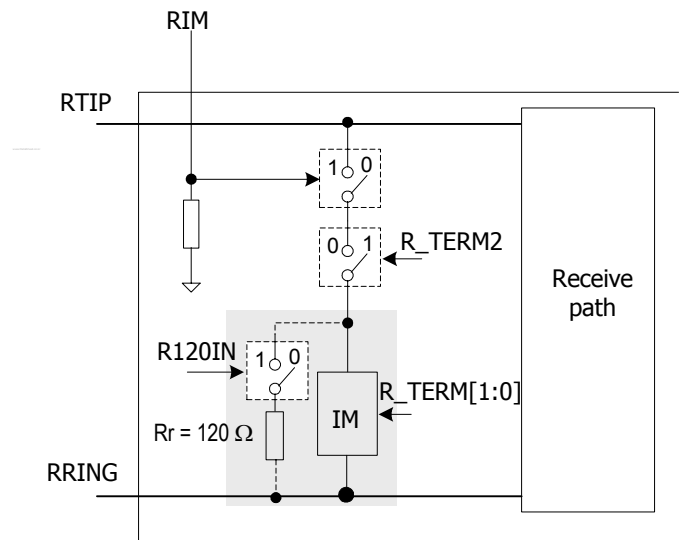 RIM
RTIP
1 0
0 1
R_TERM2
Receive
path
R120IN
1 0
R_TERM[1:0]
IM
Rr = 120 Ω
RRING